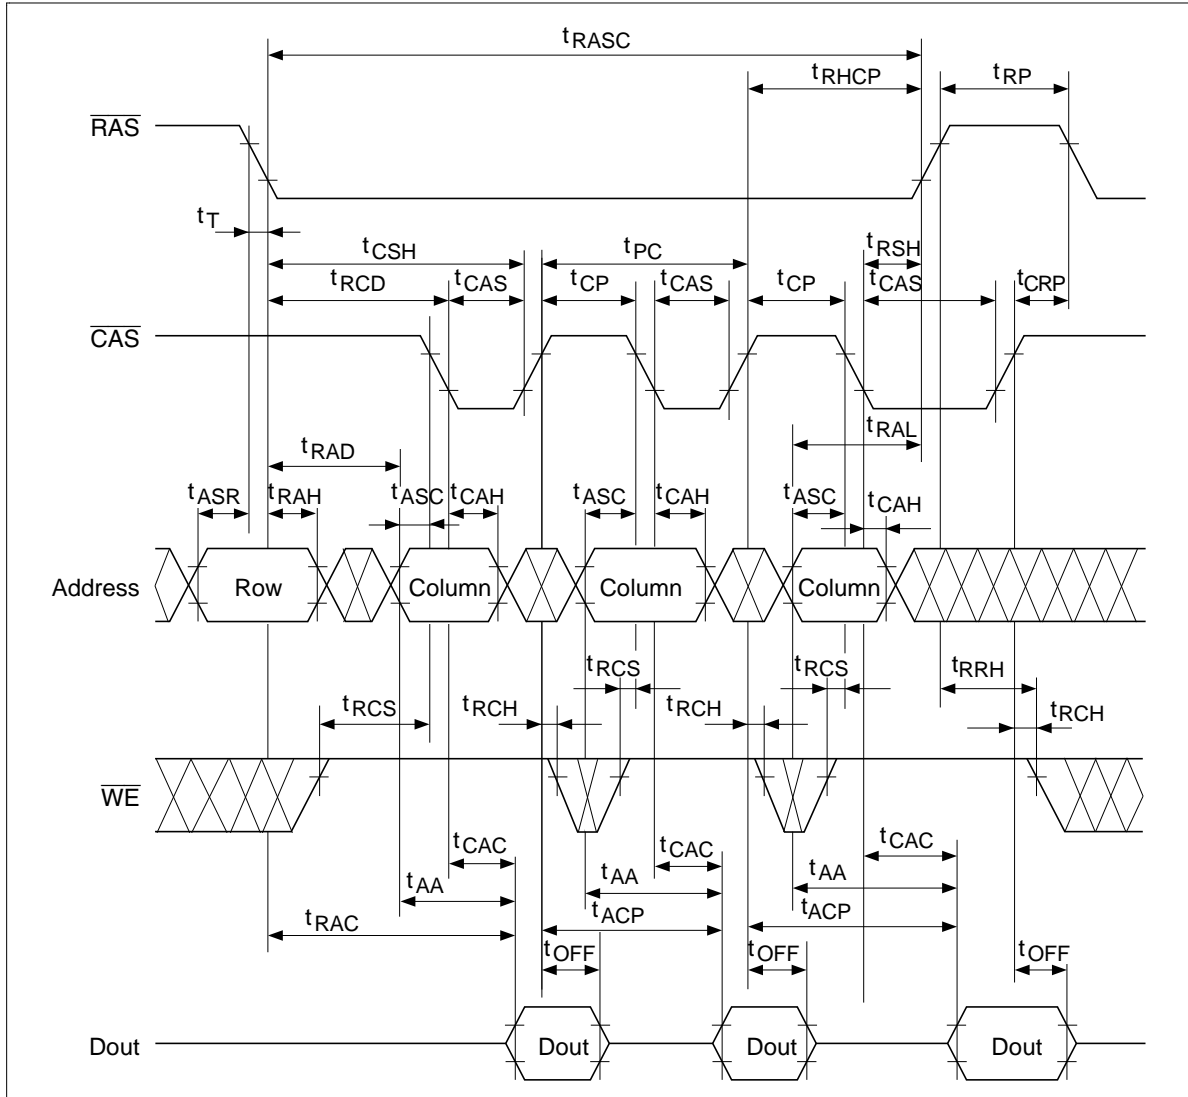 tRASC
tRHCP tRP
RAS
tT
tCSH tPC tRSH
tRCD tCAS tCP tCAS tCP tCAS tCRP
CAS
tRAL
tRAD
tASR tRAH tASC tCAH tASC tCAH tASC tCAH
Address Row Column Column Column
tRCS tRCS tRRH
tRCS tRCH tRCH tRCH
WE
tCAC tCAC tCAC
tAA tAA tAA
tRAC tACP tACP
tOFF tOFF tOFF
Dout Dout Dout Dout